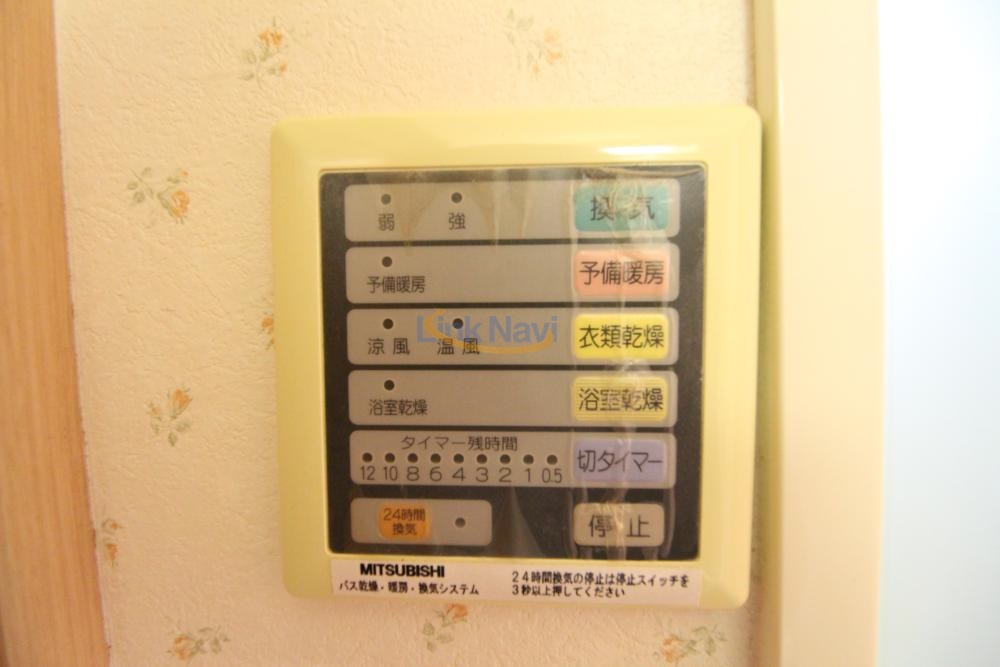 弱 強 換気
予備暖房 予備暖房
Link Navi
涼風 温風 衣類乾燥
浴室乾燥 浴室乾燥
タイマー残時間
12 10 8 6 4 3 2 1 0.5 切タイマー
24時間
換気
停止
MITSUBISHI
バス乾燥・暖房・換気システム
24時間換気の停止は停止スイッチを
3秒以上押してください